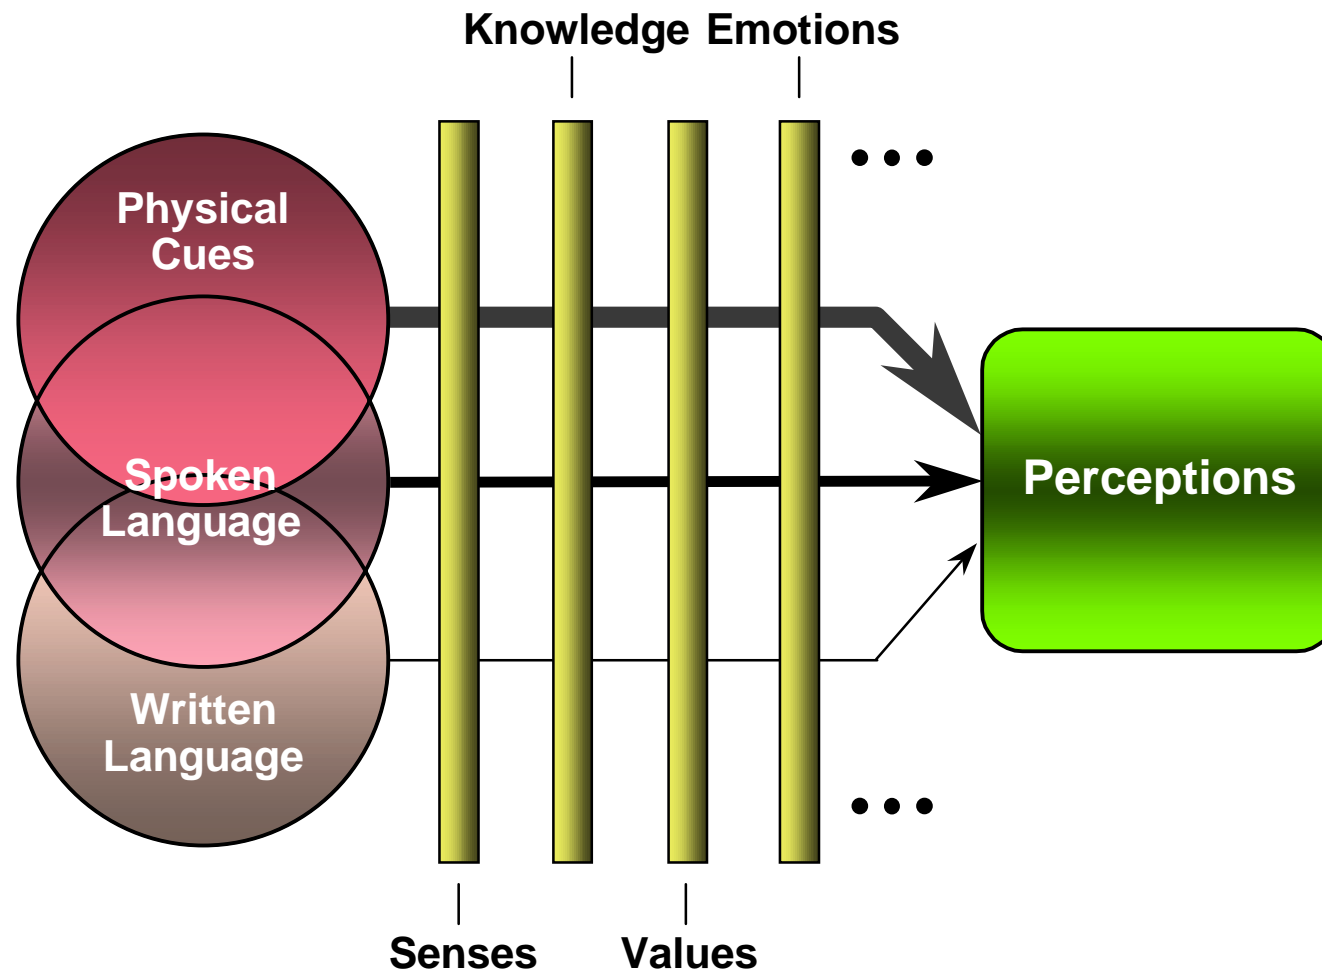 Knowledge Emotions
Physical
Cues
Spoken
Language
Perceptions
Written
Language
Senses Values